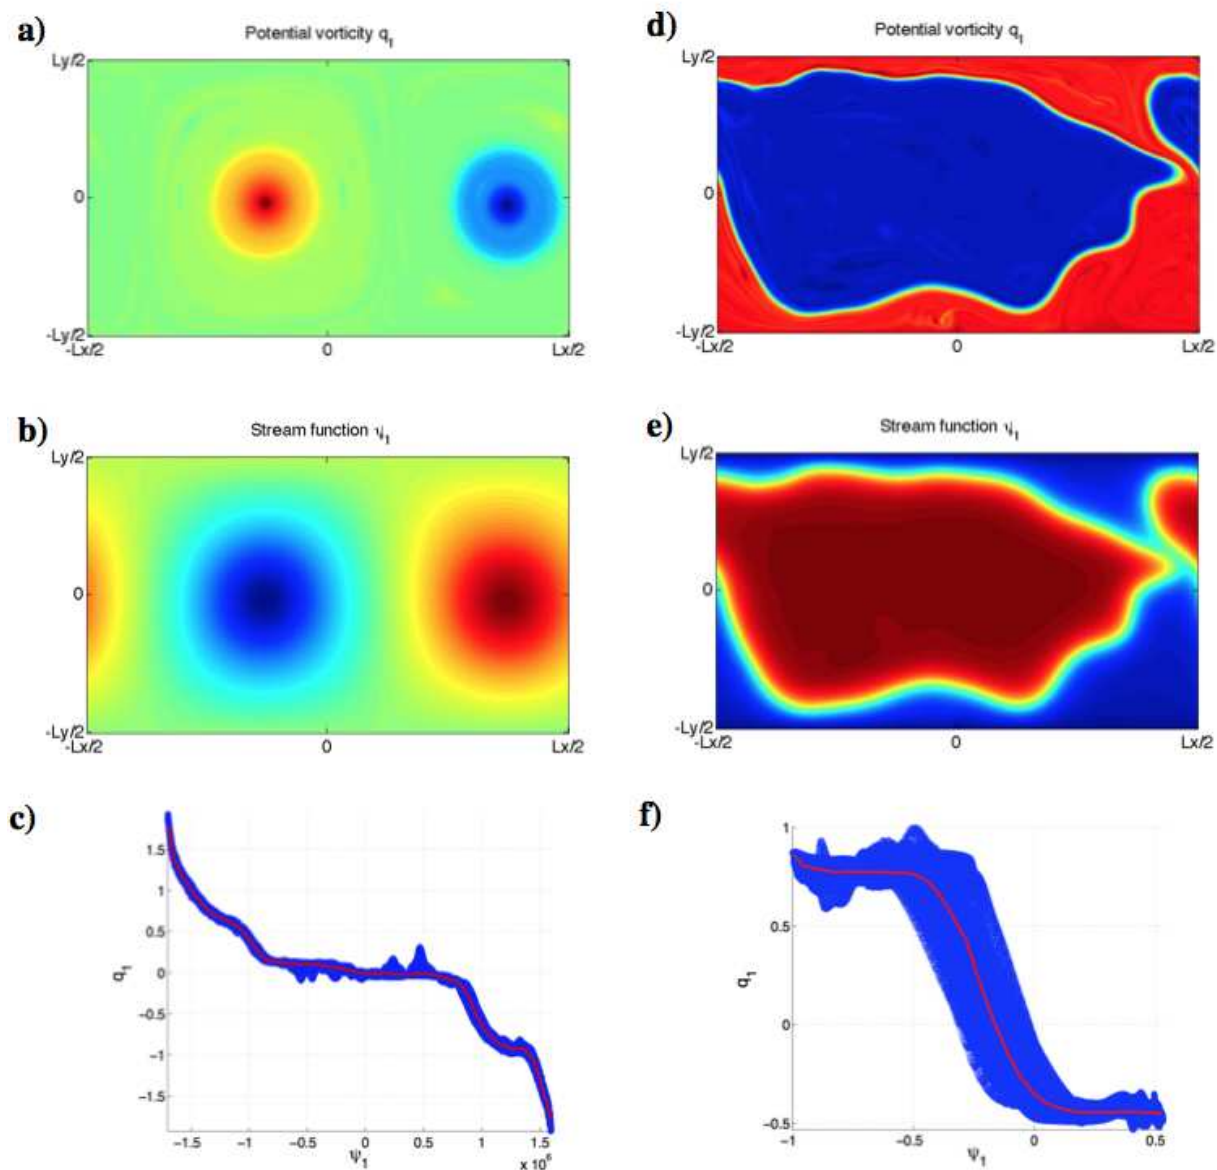 a)
Potential vorticity q₁
Ly/2
0
-Ly/2
-Lx/2
0
Lx/2
b)
Stream function ψ₁
Ly/2
0
-Ly/2
-Lx/2
0
Lx/2
c)
q₁
1.5
1
0.5
0
−0.5
−1
−1.5
−1.5
−1
−0.5
0
0.5
1
1.5
x 10⁶
ψ₁
d)
Potential vorticity q₁
Ly/2
0
-Ly/2
-Lx/2
0
Lx/2
e)
Stream function ψ₁
Ly/2
0
-Ly/2
-Lx/2
0
Lx/2
f)
q₁
1
0.5
0
−0.5
−1
−0.5
0
0.5
ψ₁